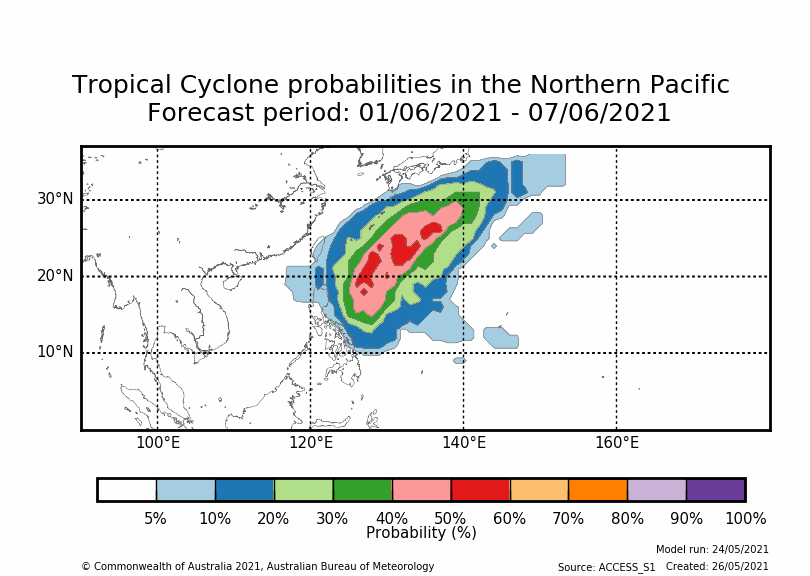 Tropical Cyclone probabilities in the Northern Pacific
Forecast period: 01/06/2021 - 07/06/2021
30°N
20°N
10°N
100°E 120°E 140°E 160°E
5% 10% 20% 30% 40% 50% 60% 70% 80% 90% 100%
Probability (%)
Model run: 24/05/2021
© Commonwealth of Australia 2021, Australian Bureau of Meteorology Source: ACCESS_S1 Created: 26/05/2021